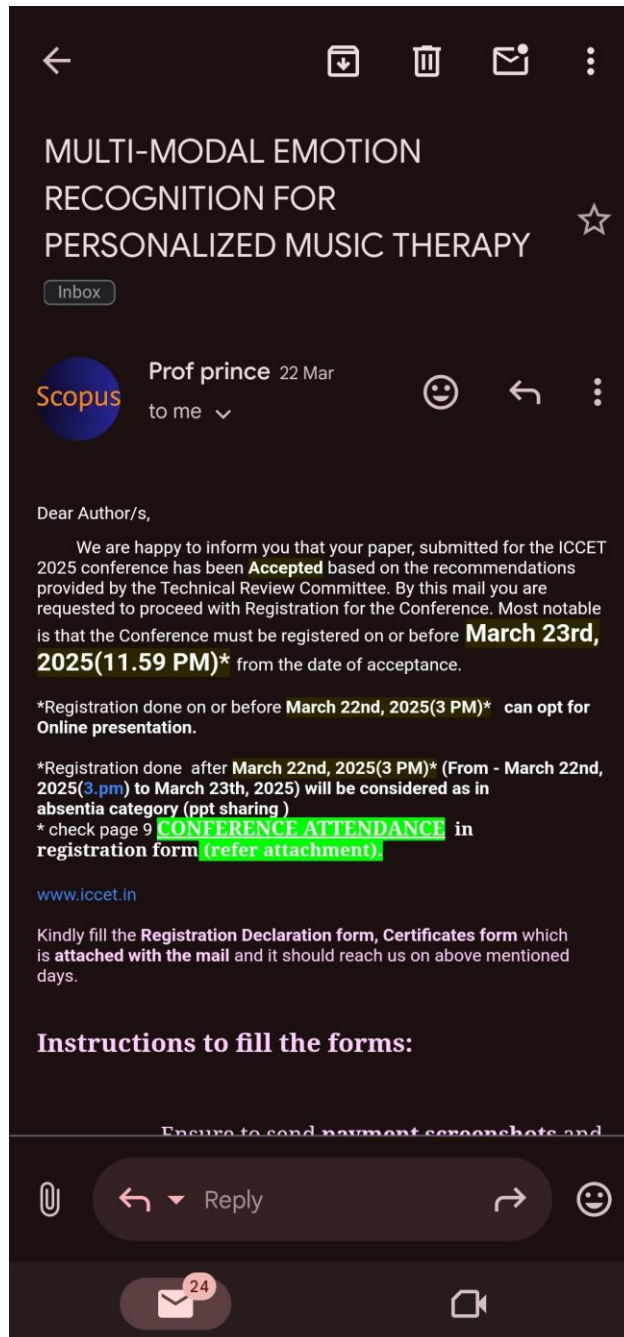 MULTI-MODAL EMOTION
RECOGNITION FOR
PERSONALIZED MUSIC THERAPY
Inbox
Scopus
Prof prince 22 Mar
to me
Dear Author/s,
We are happy to inform you that your paper, submitted for the ICCET
2025 conference has been Accepted based on the recommendations
provided by the Technical Review Committee. By this mail you are
requested to proceed with Registration for the Conference. Most notable
is that the Conference must be registered on or before March 23rd,
2025(11.59 PM)* from the date of acceptance.
*Registration done on or before March 22nd, 2025(3 PM)* can opt for
Online presentation.
*Registration done after March 22nd, 2025(3 PM)* (From - March 22nd,
2025(3.pm) to March 23th, 2025) will be considered as in
absentia category (ppt sharing )
* check page 9 CONFERENCE ATTENDANCE in
registration form (refer attachment).
www.iccet.in
Kindly fill the Registration Declaration form, Certificates form which
is attached with the mail and it should reach us on above mentioned
days.
Instructions to fill the forms:
Ensure to send payment screenshots and
Reply
24